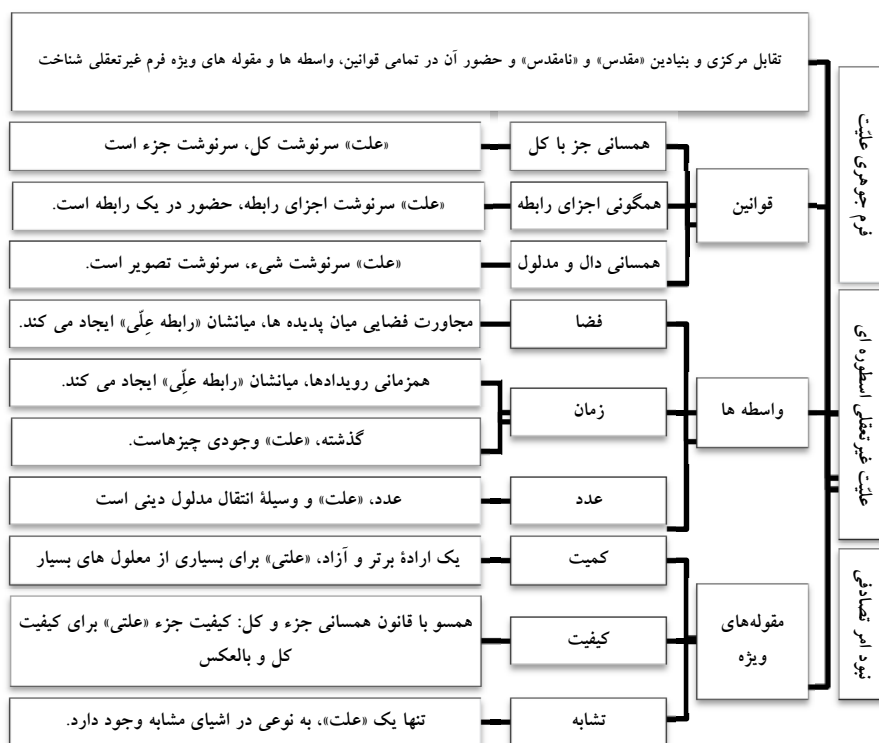 تقابل مرکزی و بنیادین «مقدس» و «نامقدس» و حضور آن در تمامی قوانین، واسطه ها و مقوله های ویژه فرم غیرتعقلی شناخت
فرم جوهری علیّت
علیّت غیرتعقلی اسطوره ای
نبود امر تصادفی
قوانین
همسانی جز با کل
«علت» سرنوشت کل، سرنوشت جزء است
همگونی اجزای رابطه
«علت» سرنوشت اجزای رابطه، حضور در یک رابطه است.
همسانی دال و مدلول
«علت» سرنوشت شیء، سرنوشت تصویر است.
واسطه ها
فضا
مجاورت فضایی میان پدیده ها، میانشان «رابطه عِلّی» ایجاد می کند.
زمان
همزمانی رویدادها، میانشان «رابطه عِلّی» ایجاد می کند.
گذشته، «علت» وجودی چیزهاست.
عدد
عدد، «علت» و وسیلۀ انتقال مدلول دینی است
مقوله‌های
ویژه
کمیت
یک ارادۀ برتر و آزاد، «علتی» برای بسیاری از معلول های بسیار
کیفیت
همسو با قانون همسانی جزء و کل: کیفیت جزء «علتی» برای کیفیت
کل و بالعکس
تشابه
تنها یک «علت»، به نوعی در اشیای مشابه وجود دارد.